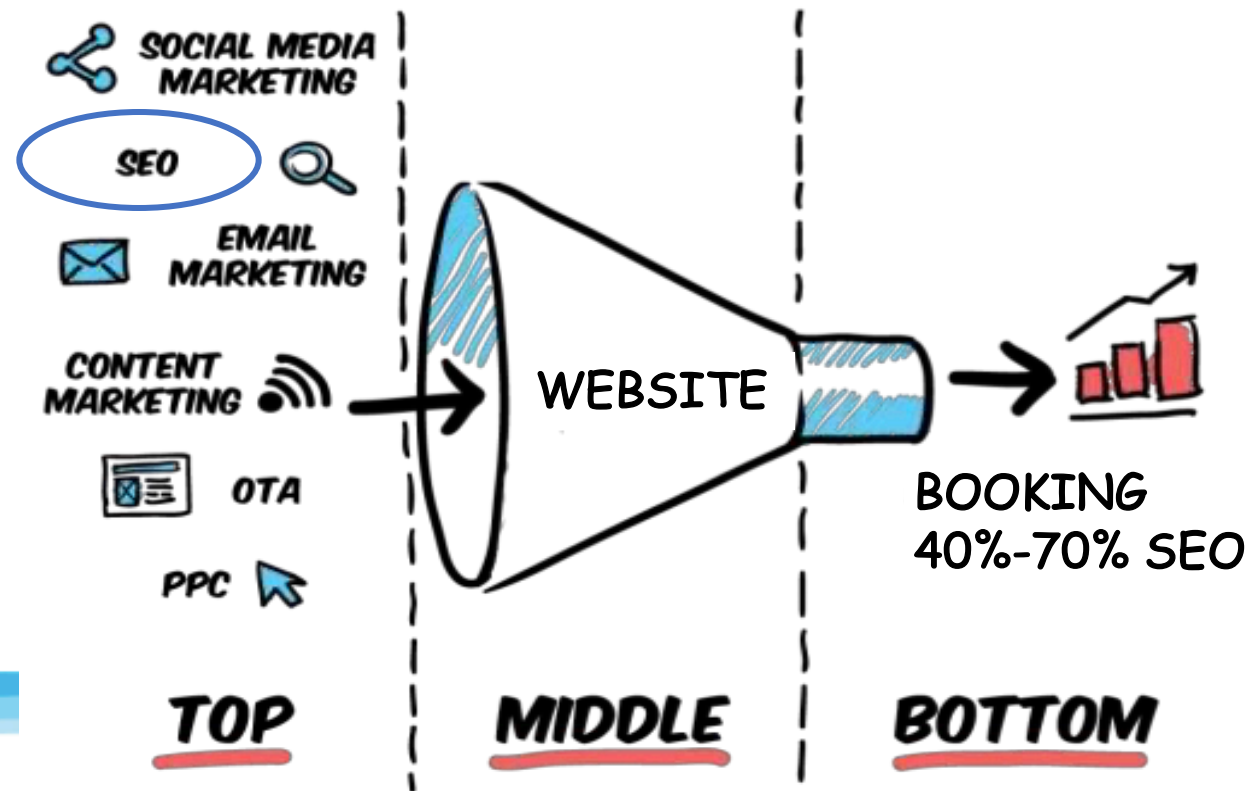 SOCIAL MEDIA
MARKETING
SEO
EMAIL
MARKETING
CONTENT
MARKETING
OTA
PPC
WEBSITE
BOOKING
40%-70% SEO
TOP
MIDDLE
BOTTOM